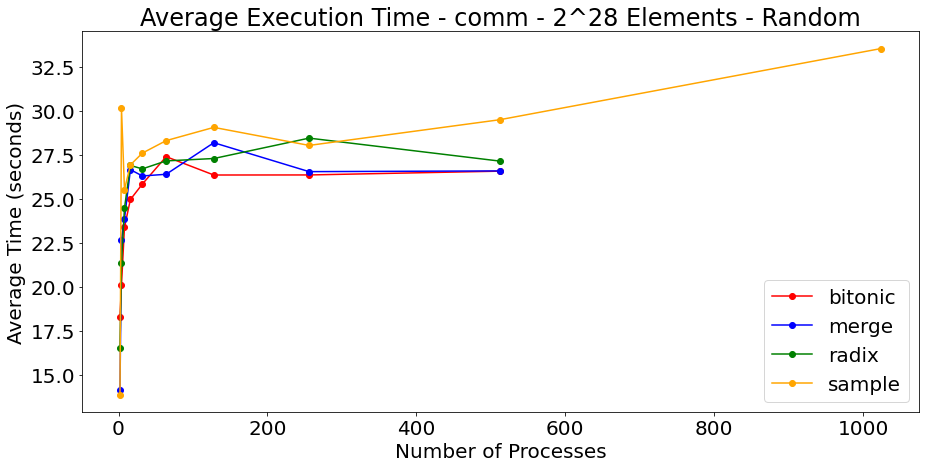 Average Execution Time - comm - 2^28 Elements - Random
Average Time (seconds)
32.5
30.0
27.5
25.0
22.5
20.0
17.5
15.0
0 200 400 600 800 1000
Number of Processes
bitonic
merge
radix
sample